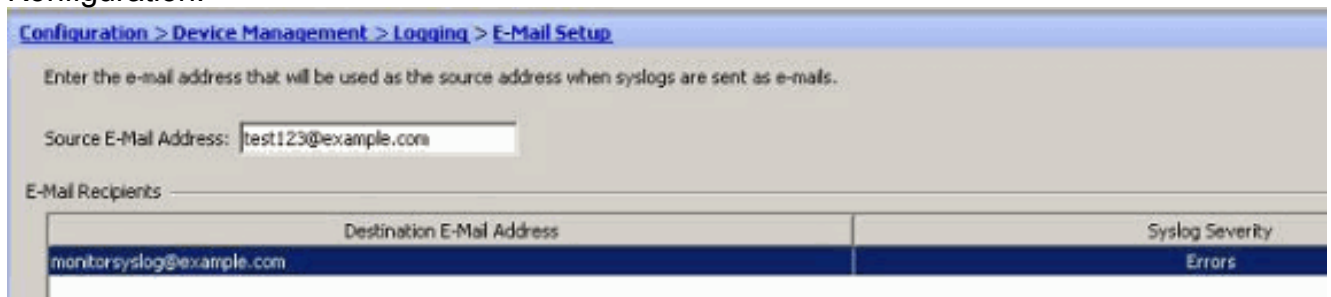 Konfiguration.
Configuration > Device Management > Logging > E-Mail Setup
Enter the e-mail address that will be used as the source address when syslogs are sent as e-mails.
Source E-Mail Address: test123@example.com
E-Mail Recipients
Destination E-Mail Address Syslog Severity
monitorsyslog@example.com Errors